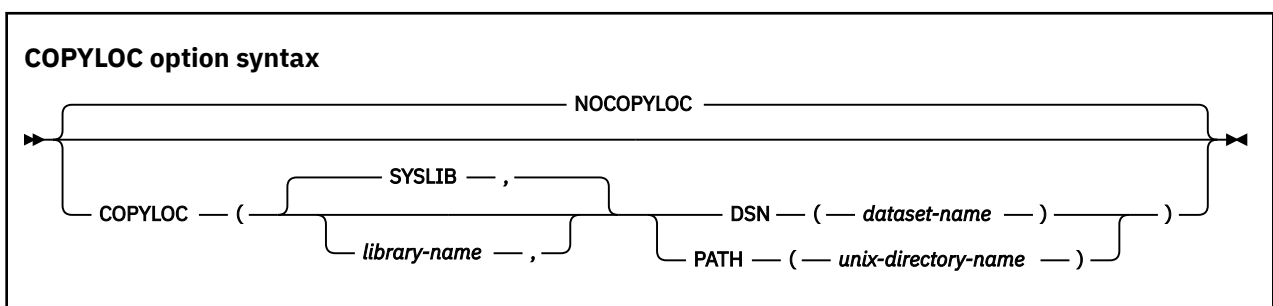 COPYLOC option syntax
NOCOPYLOC
SYSLIB ,
COPYLOC ( DSN ( dataset-name ) )
library-name ,
PATH ( unix-directory-name )